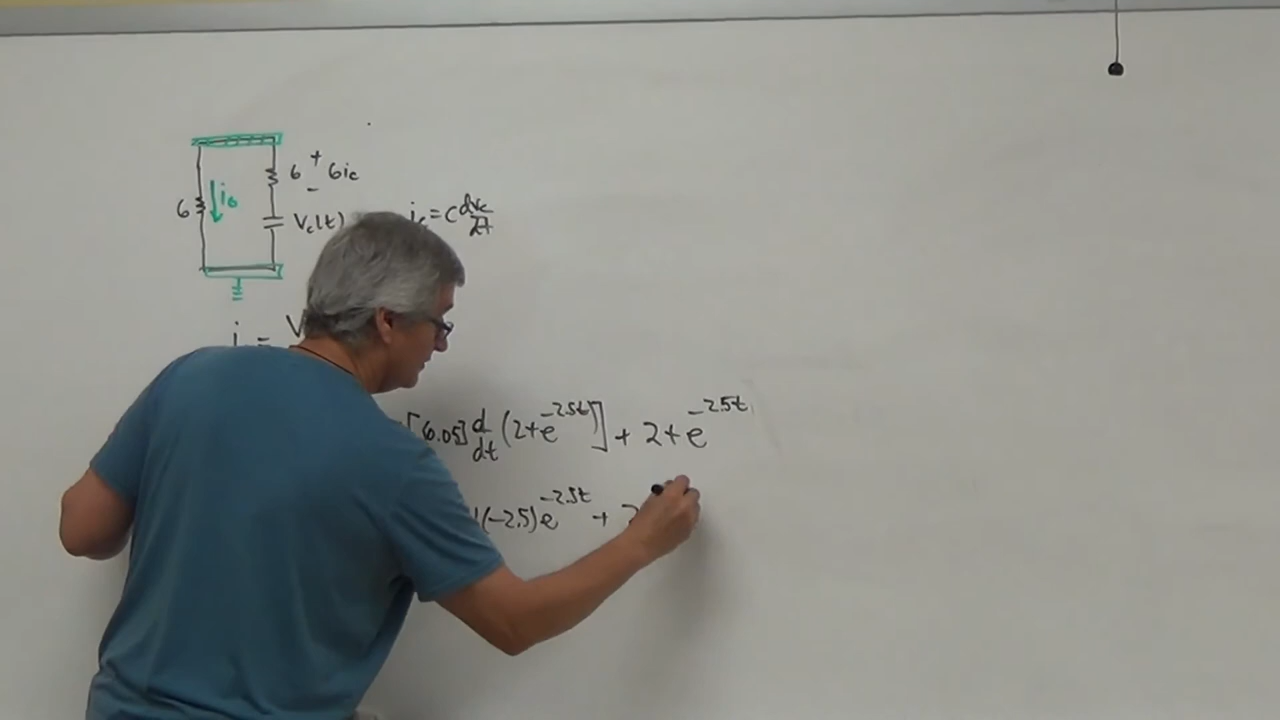 6 + 6ic
-
6 io
Vc(t) ic = C dvc/dt
i =
[6.05] d/dt (2+e^-2.5t)] + 2+e^-2.5t
(-2.5)e^-2.5t + 2